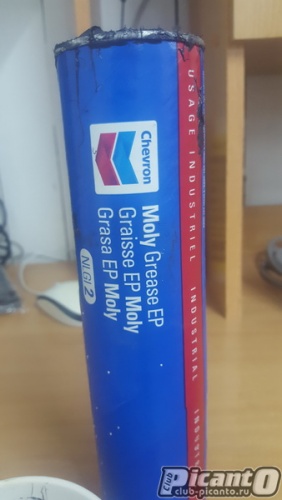 Chevron
Moly Grease EP
Graisse EP Moly
Grasa EP Moly
NLGI 2
USAGE INDUSTRIEL INDUSTRIAL
club PicantO
club-picanto.ru